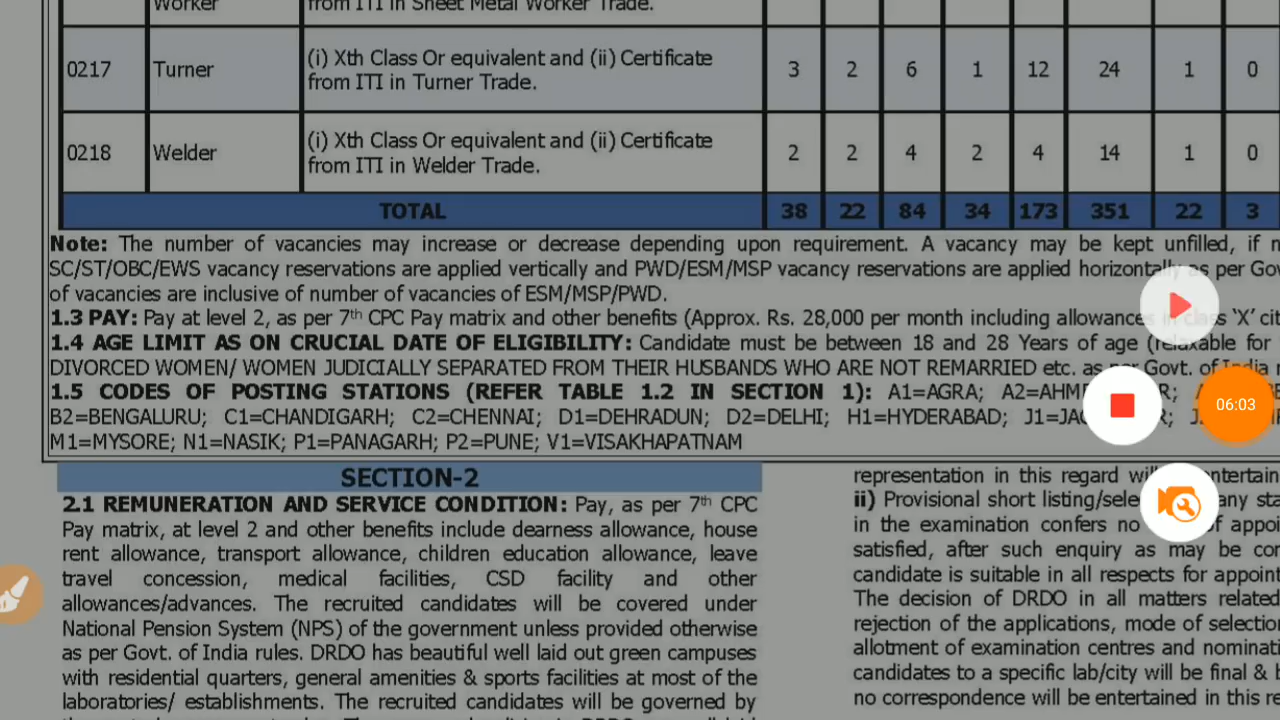 Worker from ITI in Sheet Metal Worker Trade.
0217 Turner (i) Xth Class Or equivalent and (ii) Certificate from ITI in Turner Trade. 3 2 6 1 12 24 1 0
0218 Welder (i) Xth Class Or equivalent and (ii) Certificate from ITI in Welder Trade. 2 2 4 2 4 14 1 0
TOTAL 38 22 84 34 173 351 22 3
Note: The number of vacancies may increase or decrease depending upon requirement. A vacancy may be kept unfilled, if
SC/ST/OBC/EWS vacancy reservations are applied vertically and PWD/ESM/MSP vacancy reservations are applied horizontally as per
of vacancies are inclusive of number of vacancies of ESM/MSP/PWD.
1.3 PAY: Pay at level 2, as per 7th CPC Pay matrix and other benefits (Approx. Rs. 28,000 per month including allowances in class 'X'
1.4 AGE LIMIT AS ON CRUCIAL DATE OF ELIGIBILITY: Candidate must be between 18 and 28 Years of age (relaxable for
DIVORCED WOMEN/ WOMEN JUDICIALLY SEPARATED FROM THEIR HUSBANDS WHO ARE NOT REMARRIED etc. as per Govt. of India
1.5 CODES OF POSTING STATIONS (REFER TABLE 1.2 IN SECTION 1): A1=AGRA;
B2=BENGALURU; C1=CHANDIGARH; C2=CHENNAI; D1=DEHRADUN; D2=DELHI; H1=HYDERABAD;
M1=MYSORE; N1=NASIK; P1=PANAGARH; P2=PUNE; V1=VISAKHAPATNAM
06:03
SECTION-2
2.1 REMUNERATION AND SERVICE CONDITION: Pay, as per 7th CPC
Pay matrix, at level 2 and other benefits include dearness allowance, house
rent allowance, transport allowance, children education allowance, leave
travel concession, medical facilities, CSD facility and other
allowances/advances. The recruited candidates will be covered under
National Pension System (NPS) of the government unless provided otherwise
as per Govt. of India rules. DRDO has beautiful well laid out green campuses
with residential quarters, general amenities & sports facilities at most of the
laboratories/ establishments. The recruited candidates will be governed by
representation in this regard
ii) Provisional short listing/ any
in the examination confers no of
satisfied, after such enquiry as may be
candidate is suitable in all respects for
The decision of DRDO in all matters related
rejection of the applications, mode of
allotment of examination centres and
candidates to a specific lab/city will be final &
no correspondence will be entertained in this